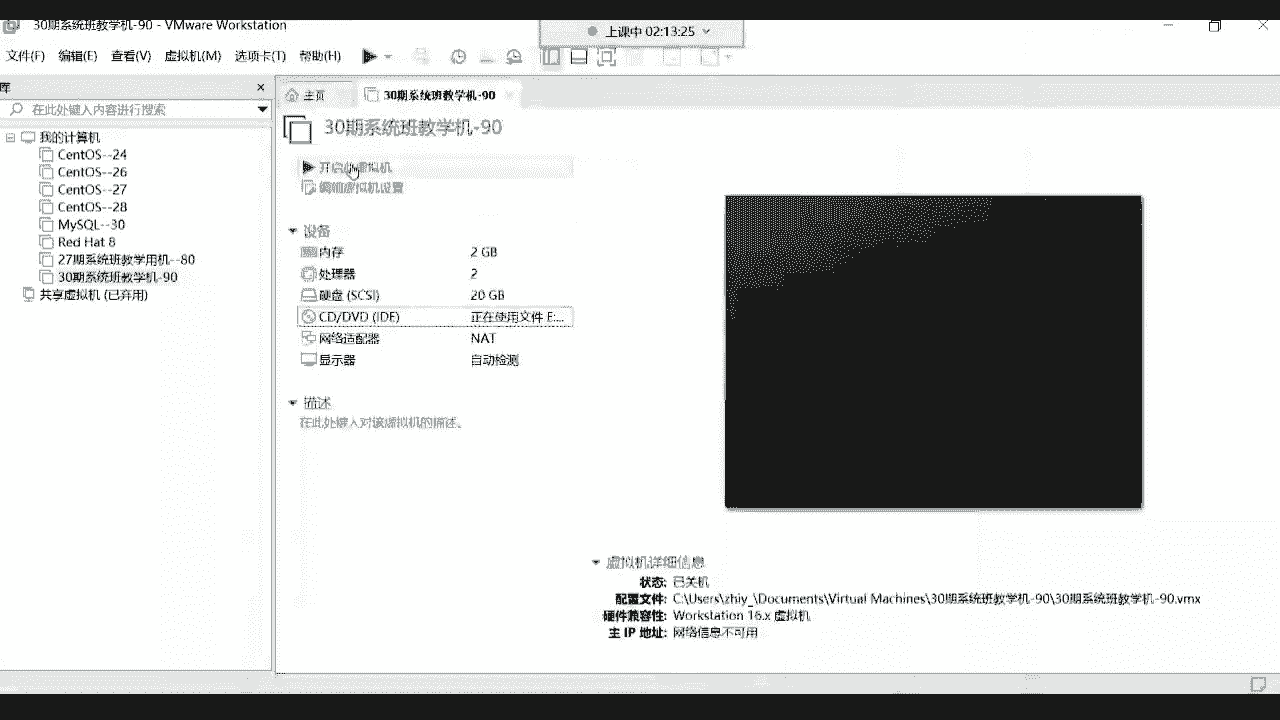 30期系统班教学机-90 - VMware Workstation
上课中 02:13:25
文件(F) 编辑(E) 查看(V) 虚拟机(M) 选项卡(T) 帮助(H)
库
在此处键入内容进行搜索
我的计算机
CentOS--24
CentOS--26
CentOS--27
CentOS--28
MySQL--30
Red Hat 8
27期系统班教学用机--80
30期系统班教学机-90
共享虚拟机 (已弃用)
主页
30期系统班教学机-90
30期系统班教学机-90
开启此虚拟机
编辑虚拟机设置
设备
内存 2 GB
处理器 2
硬盘 (SCSI) 20 GB
CD/DVD (IDE) 正在使用文件 E:...
网络适配器 NAT
显示器 自动检测
描述
在此处键入对该虚拟机的描述。
虚拟机详细信息
状态: 已关机
配置文件: C:\Users\zhiy_\Documents\Virtual Machines\30期系统班教学机-90\30期系统班教学机-90.vmx
硬件兼容性: Workstation 16.x 虚拟机
主 IP 地址: 网络信息不可用